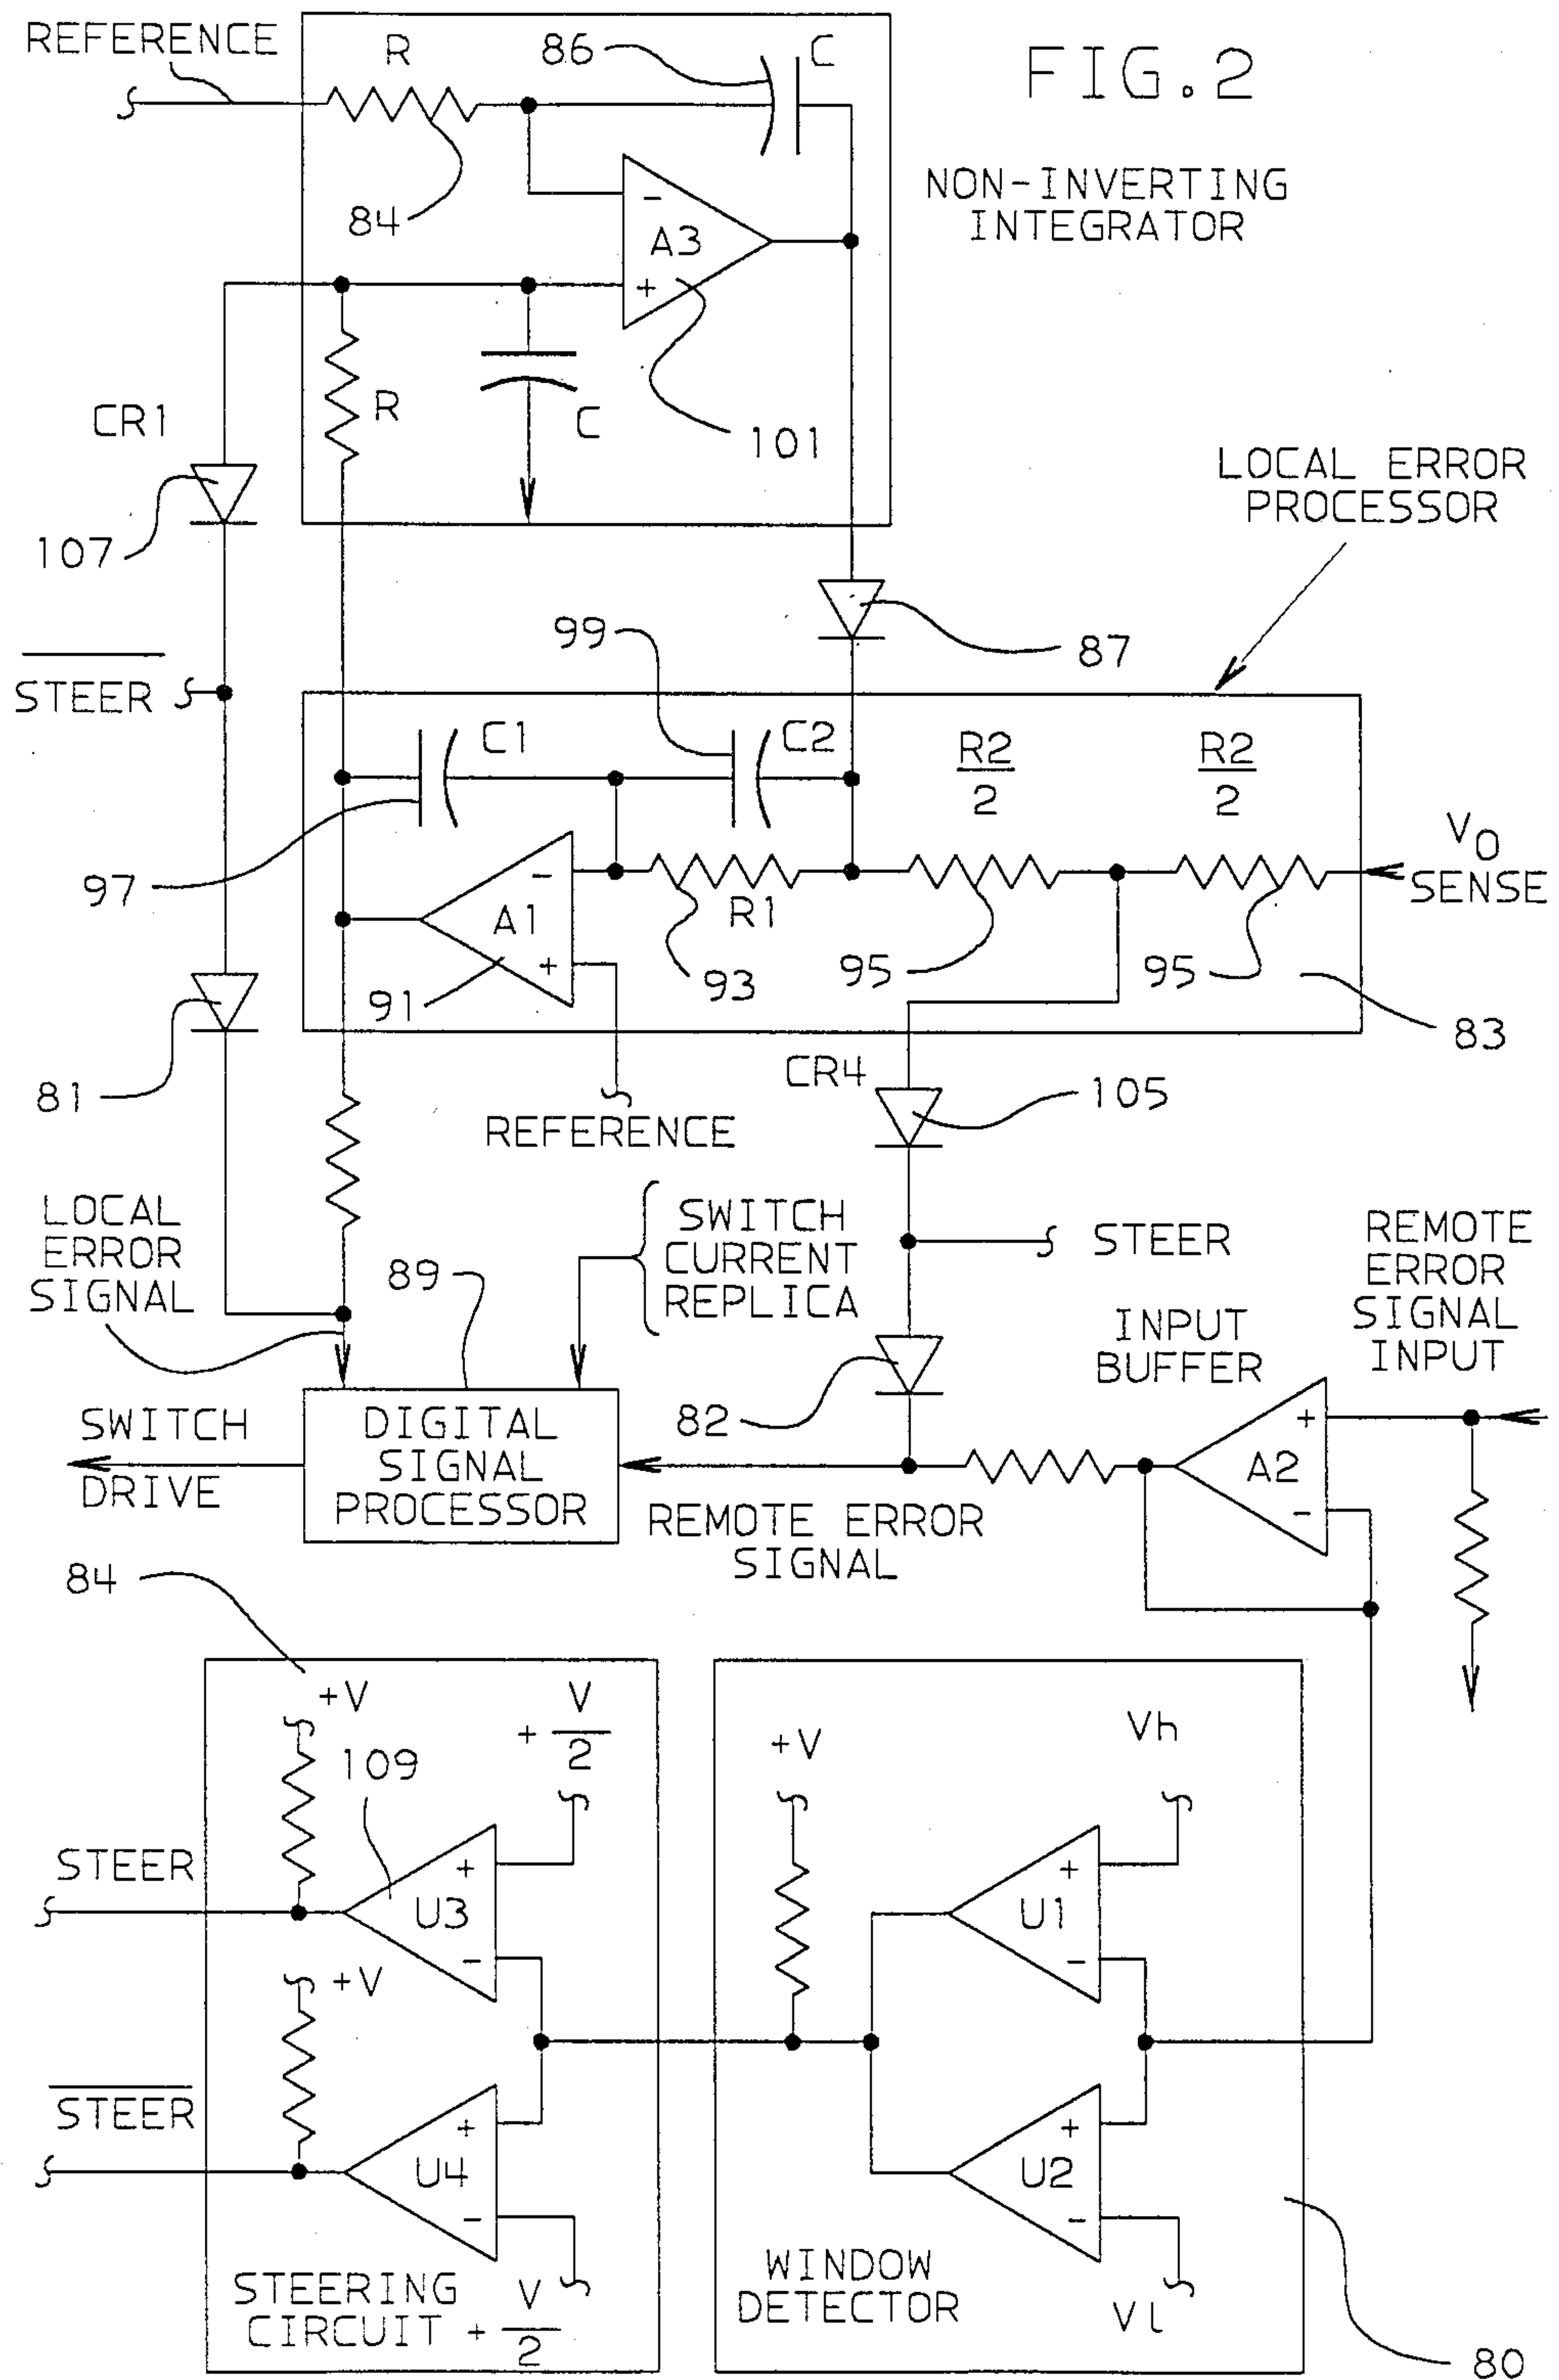 REFERENCE
R
86
C
FIG.2
84
A3
-
+
NON-INVERTING
INTEGRATOR
CR1
R
C
101
107
LOCAL ERROR
PROCESSOR
99
87
STEER
C1
C2
R2
2
R2
2
VO
SENSE
97
A1
-
+
R1
91
93
95
95
83
81
CR4
105
REFERENCE
LOCAL
ERROR
SIGNAL
89
SWITCH
CURRENT
REPLICA
STEER
REMOTE
ERROR
SIGNAL
INPUT
INPUT
BUFFER
82
SWITCH
DRIVE
DIGITAL
SIGNAL
PROCESSOR
A2
+
-
REMOTE ERROR
SIGNAL
84
+V
+ V
2
109
+V
Vh
STEER
U3
+
-
U1
+
-
+V
STEER
U4
+
-
U2
+
-
STEERING
CIRCUIT
+ V
2
WINDOW
DETECTOR
Vl
80